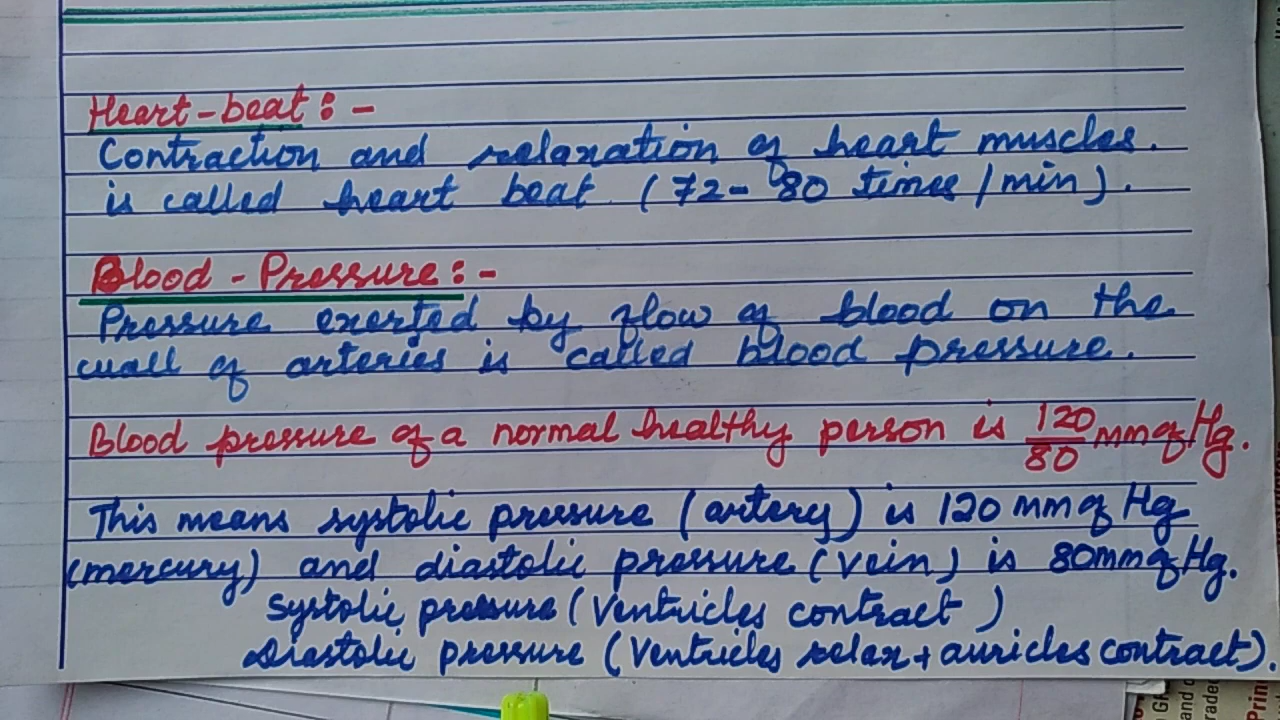 Heart-beat :-
Contraction and relaxation of heart muscles.
is called heart beat (72-80 times/min).
Blood - Pressure :-
Pressure exerted by flow of blood on the
wall of arteries is called blood pressure.
Blood pressure of a normal healthy person is 120/80 mm of Hg.
This means systolic pressure (artery) is 120 mm of Hg
(mercury) and diastolic pressure (vein) is 80mm of Hg.
Systolic pressure (Ventricles contract)
Diastolic pressure (Ventricles relax + auricles contract).